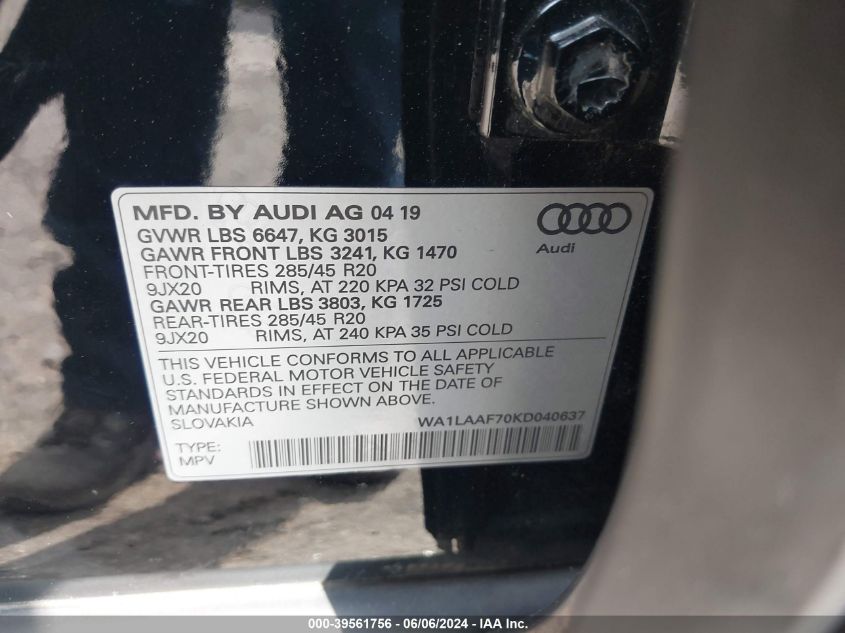 MFD. BY AUDI AG 04 19
Audi
GVWR LBS 6647, KG 3015
GAWR FRONT LBS 3241, KG 1470
FRONT-TIRES 285/45 R20
9JX20 RIMS, AT 220 KPA 32 PSI COLD
GAWR REAR LBS 3803, KG 1725
REAR-TIRES 285/45 R20
9JX20 RIMS, AT 240 KPA 35 PSI COLD
THIS VEHICLE CONFORMS TO ALL APPLICABLE
U.S. FEDERAL MOTOR VEHICLE SAFETY
STANDARDS IN EFFECT ON THE DATE OF
MANUFACTURE SHOWN ABOVE.
SLOVAKIA WA1LAAF70KD040637
TYPE:
MPV
000-39561756 - 06/06/2024 - IAA, Inc.